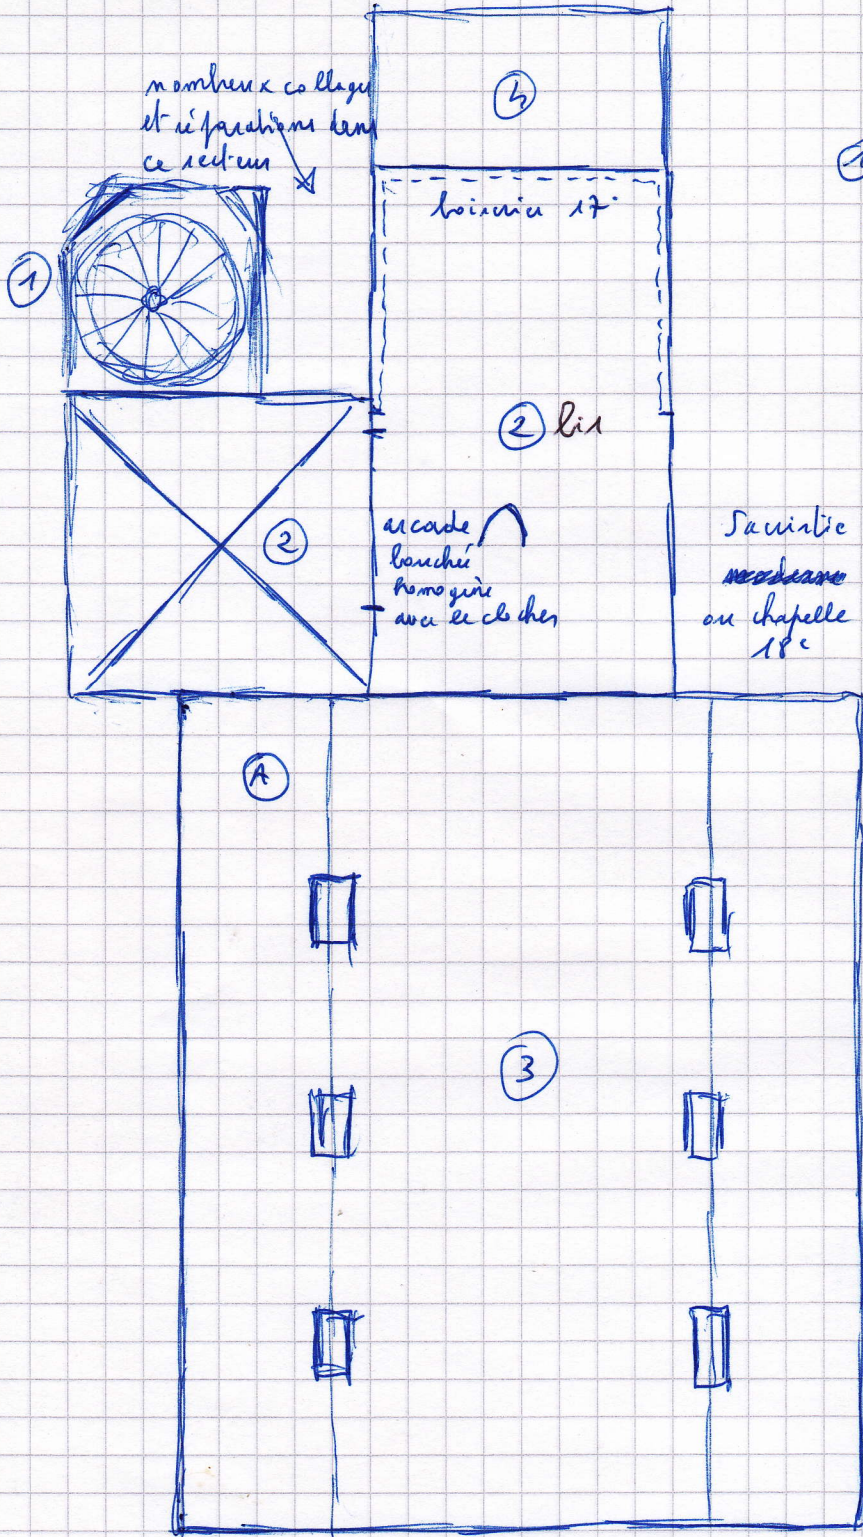 nombreux collages
et réparations dans
ce secteur
4
1
boiseries 17e
1
2 bis
2
arcade
bouchée
homogène
avec le clocher
Sacristie
ou chapelle
18e
A
3